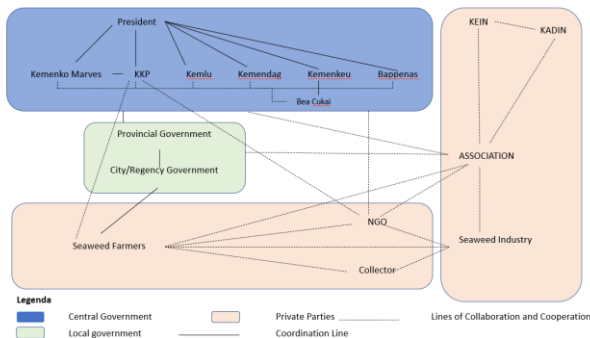 President
KEIN
KADIN
Kemenko Marves
KKP
Kemlu
Kemendag
Kemenkeu
Bappenas
Bea Cukai
Provincial Government
City/Regency Government
ASSOCIATION
NGO
Seaweed Farmers
Seaweed Industry
Collector
Legenda
Central Government
Private Parties
Lines of Collaboration and Cooperation
Local government
Coordination Line